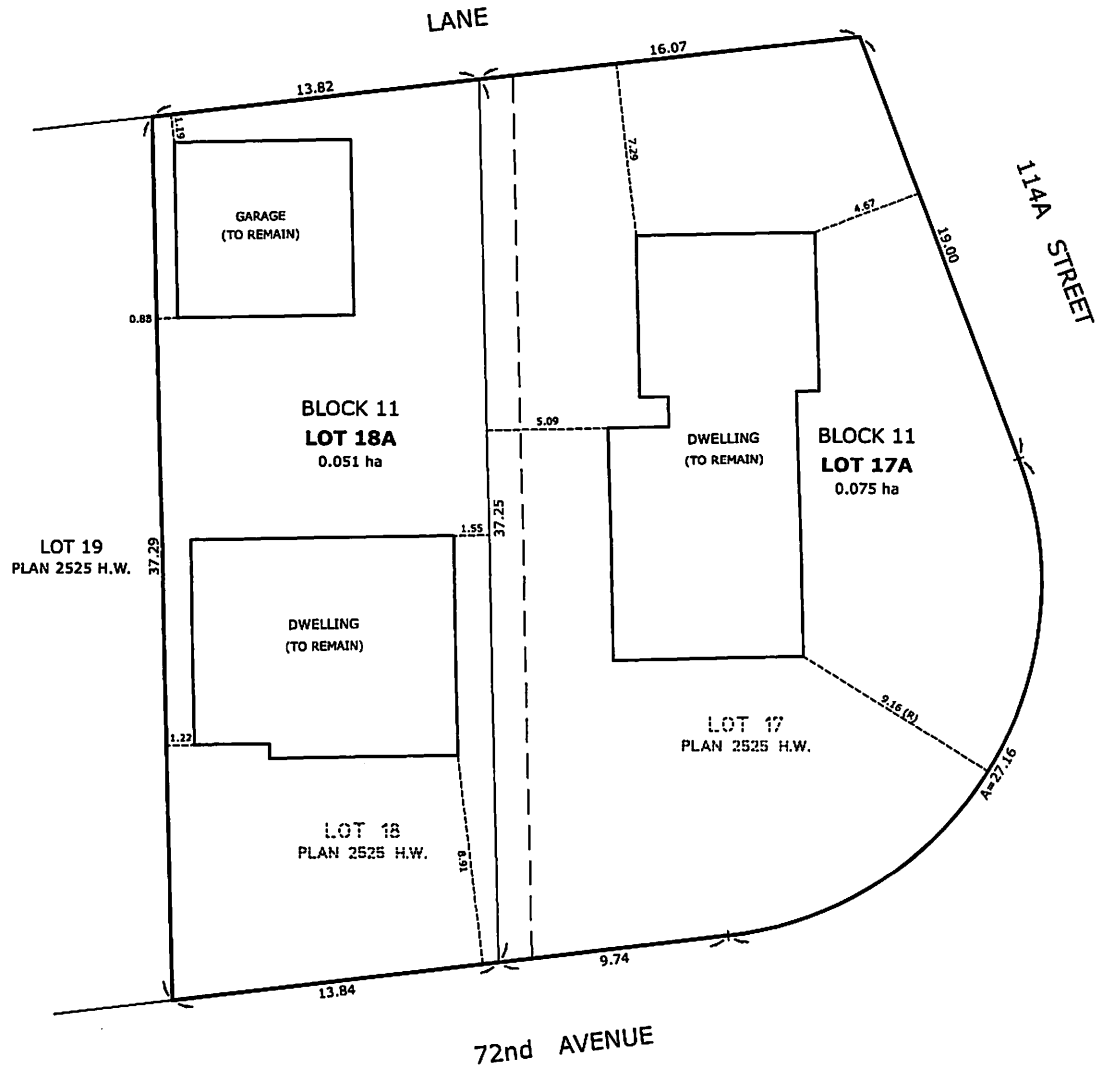 LANE
16.07
13.82
1.19
7.29
114A STREET
GARAGE
(TO REMAIN)
4.67
19.00
0.88
BLOCK 11
LOT 18A
0.051 ha
5.09
DWELLING
(TO REMAIN)
BLOCK 11
LOT 17A
0.075 ha
1.55
37.25
LOT 19
PLAN 2525 H.W.
37.29
DWELLING
(TO REMAIN)
9.16 (R)
LOT 17
PLAN 2525 H.W.
1.22
A=27.16
LOT 18
PLAN 2525 H.W.
8.91
9.74
13.84
72nd AVENUE